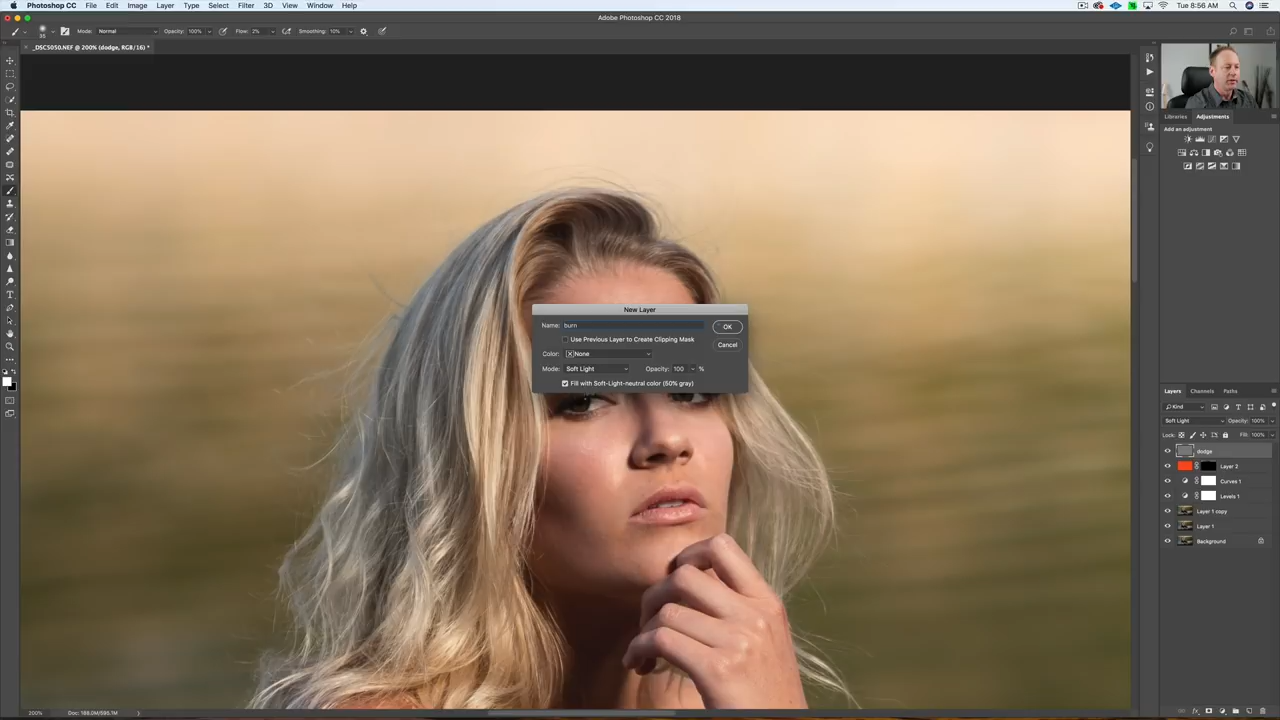 Photoshop CC File Edit Image Layer Type Select Filter 3D View Window Help Tue 8:56 AM
Adobe Photoshop CC 2018
35 Mode: Normal Opacity: 100% Flow: 2% Smoothing: 10%
_DSC5050.NEF @ 200% (dodge, RGB/16) *
Libraries Adjustments
Add an adjustment
New Layer
Name: burn OK
Use Previous Layer to Create Clipping Mask
Cancel
Color: None
Mode: Soft Light Opacity: 100 %
Fill with Soft-Light-neutral color (50% gray)
Layers Channels Paths
Kind
Soft Light Opacity: 100%
Lock: Fill: 100%
dodge
Layer 2
Curves 1
Levels 1
Layer 1 copy
Layer 1
Background
200% Doc: 188.0M/595.1M